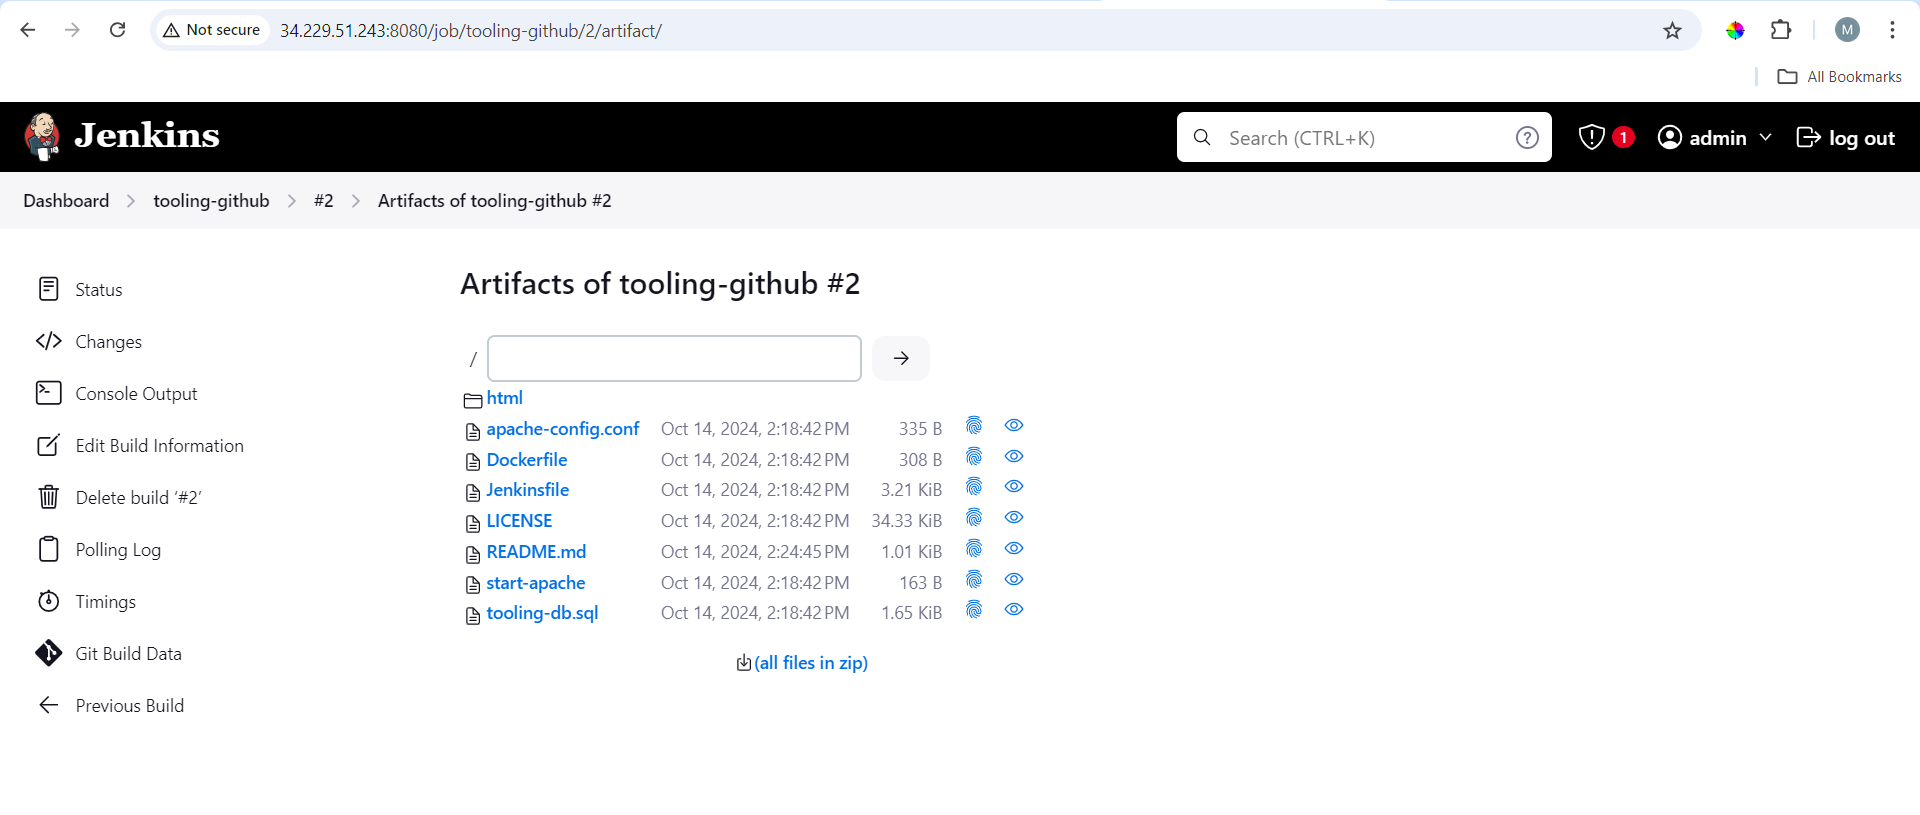 Not secure 34.229.51.243:8080/job/tooling-github/2/artifact/ M
All Bookmarks
Jenkins Search (CTRL+K) ? 1 admin log out
Dashboard tooling-github #2 Artifacts of tooling-github #2
Status
Changes
Console Output
Edit Build Information
Delete build ‘#2’
Polling Log
Timings
Git Build Data
Previous Build
Artifacts of tooling-github #2
/
html
apache-config.conf Oct 14, 2024, 2:18:42 PM 335 B
Dockerfile Oct 14, 2024, 2:18:42 PM 308 B
Jenkinsfile Oct 14, 2024, 2:18:42 PM 3.21 KiB
LICENSE Oct 14, 2024, 2:18:42 PM 34.33 KiB
README.md Oct 14, 2024, 2:24:45 PM 1.01 KiB
start-apache Oct 14, 2024, 2:18:42 PM 163 B
tooling-db.sql Oct 14, 2024, 2:18:42 PM 1.65 KiB
(all files in zip)